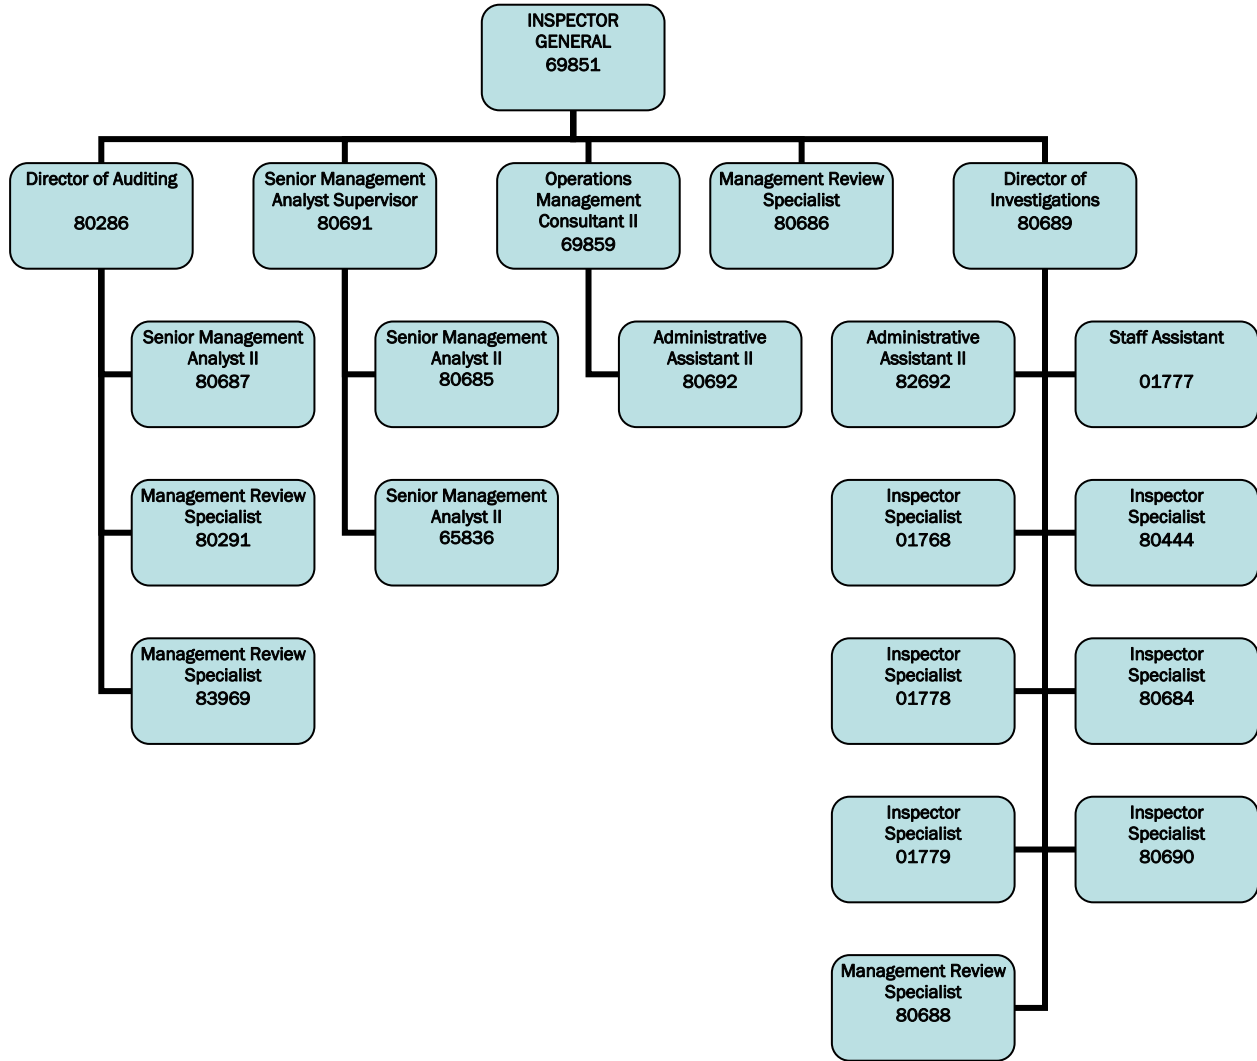 INSPECTOR
GENERAL
69851
Director of Auditing
80286
Senior Management
Analyst Supervisor
80691
Operations
Management
Consultant II
69859
Management Review
Specialist
80686
Director of
Investigations
80689
Senior Management
Analyst II
80687
Senior Management
Analyst II
80685
Administrative
Assistant II
80692
Administrative
Assistant II
82692
Staff Assistant
01777
Management Review
Specialist
80291
Senior Management
Analyst II
65836
Inspector
Specialist
01768
Inspector
Specialist
80444
Management Review
Specialist
83969
Inspector
Specialist
01778
Inspector
Specialist
80684
Inspector
Specialist
01779
Inspector
Specialist
80690
Management Review
Specialist
80688